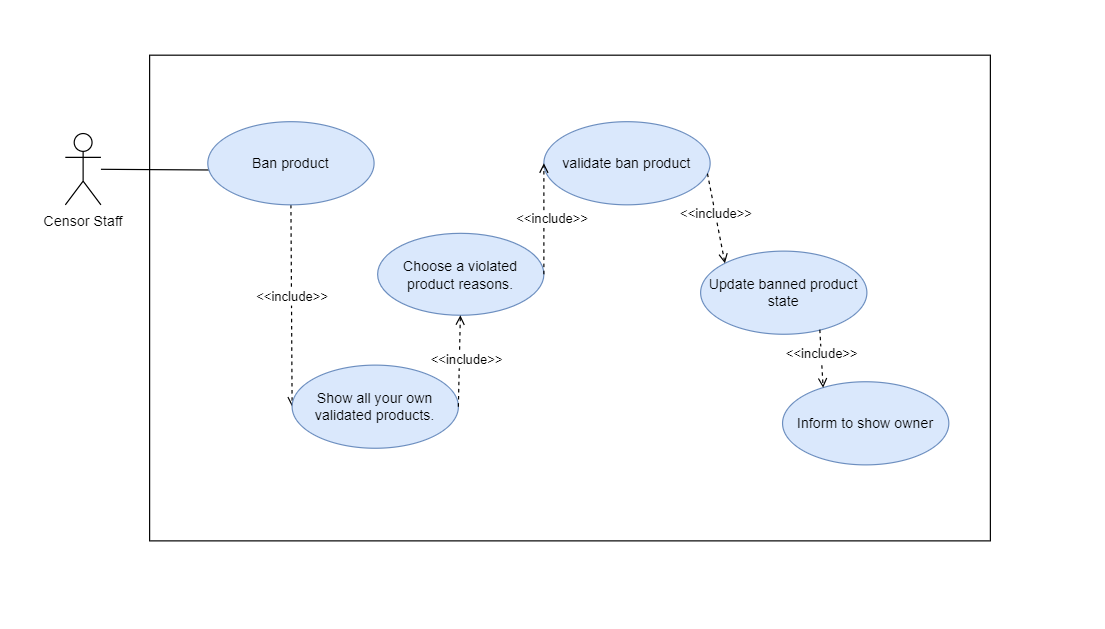 Ban product
validate ban product
Censor Staff
<<include>>
<<include>>
Choose a violated
product reasons.
Update banned product
state
<<include>>
<<include>>
<<include>>
Show all your own
validated products.
Inform to show owner